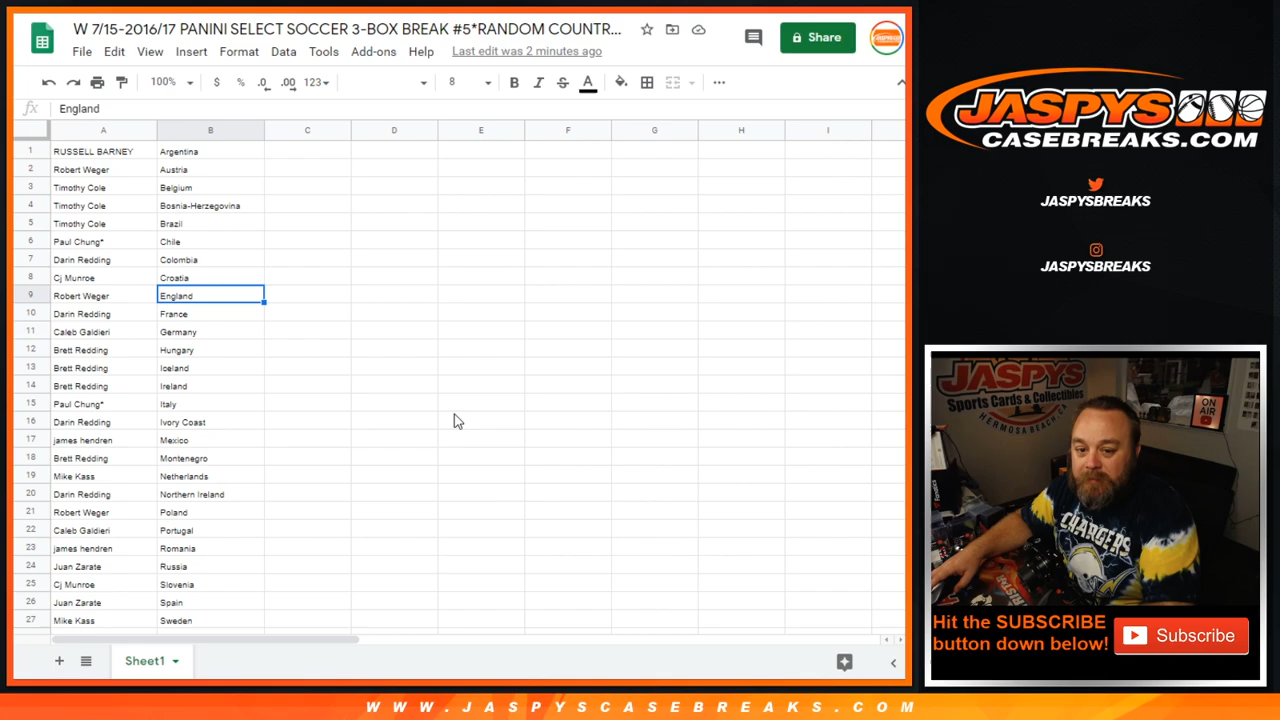 W 7/15-2016/17 PANINI SELECT SOCCER 3-BOX BREAK #5*RANDOM COUNTR...
Share
File Edit View Insert Format Data Tools Add-ons Help Last edit was 2 minutes ago
100% $ % .0 .00 123 8 B I S A
fx England
A B C D E F G H I
1 RUSSELL BARNEY Argentina
2 Robert Weger Austria
3 Timothy Cole Belgium
4 Timothy Cole Bosnia-Herzegovina
5 Timothy Cole Brazil
6 Paul Chung* Chile
7 Darin Redding Colombia
8 Cj Munroe Croatia
9 Robert Weger England
10 Darin Redding France
11 Caleb Galdieri Germany
12 Brett Redding Hungary
13 Brett Redding Iceland
14 Brett Redding Ireland
15 Paul Chung* Italy
16 Darin Redding Ivory Coast
17 james hendren Mexico
18 Brett Redding Montenegro
19 Mike Kass Netherlands
20 Darin Redding Northern Ireland
21 Robert Weger Poland
22 Caleb Galdieri Portugal
23 james hendren Romania
24 Juan Zarate Russia
25 Cj Munroe Slovenia
26 Juan Zarate Spain
27 Mike Kass Sweden
Sheet1
JASPYS
CASEBREAKS.COM
JASPYSBREAKS
JASPYSBREAKS
JASPYS
Sports Cards & Collectibles
HERMOSA BEACH CA
ON
AIR
CHARGERS
Hit the SUBSCRIBE
button down below!
Subscribe
WWW.JASPYSCASEBREAKS.COM